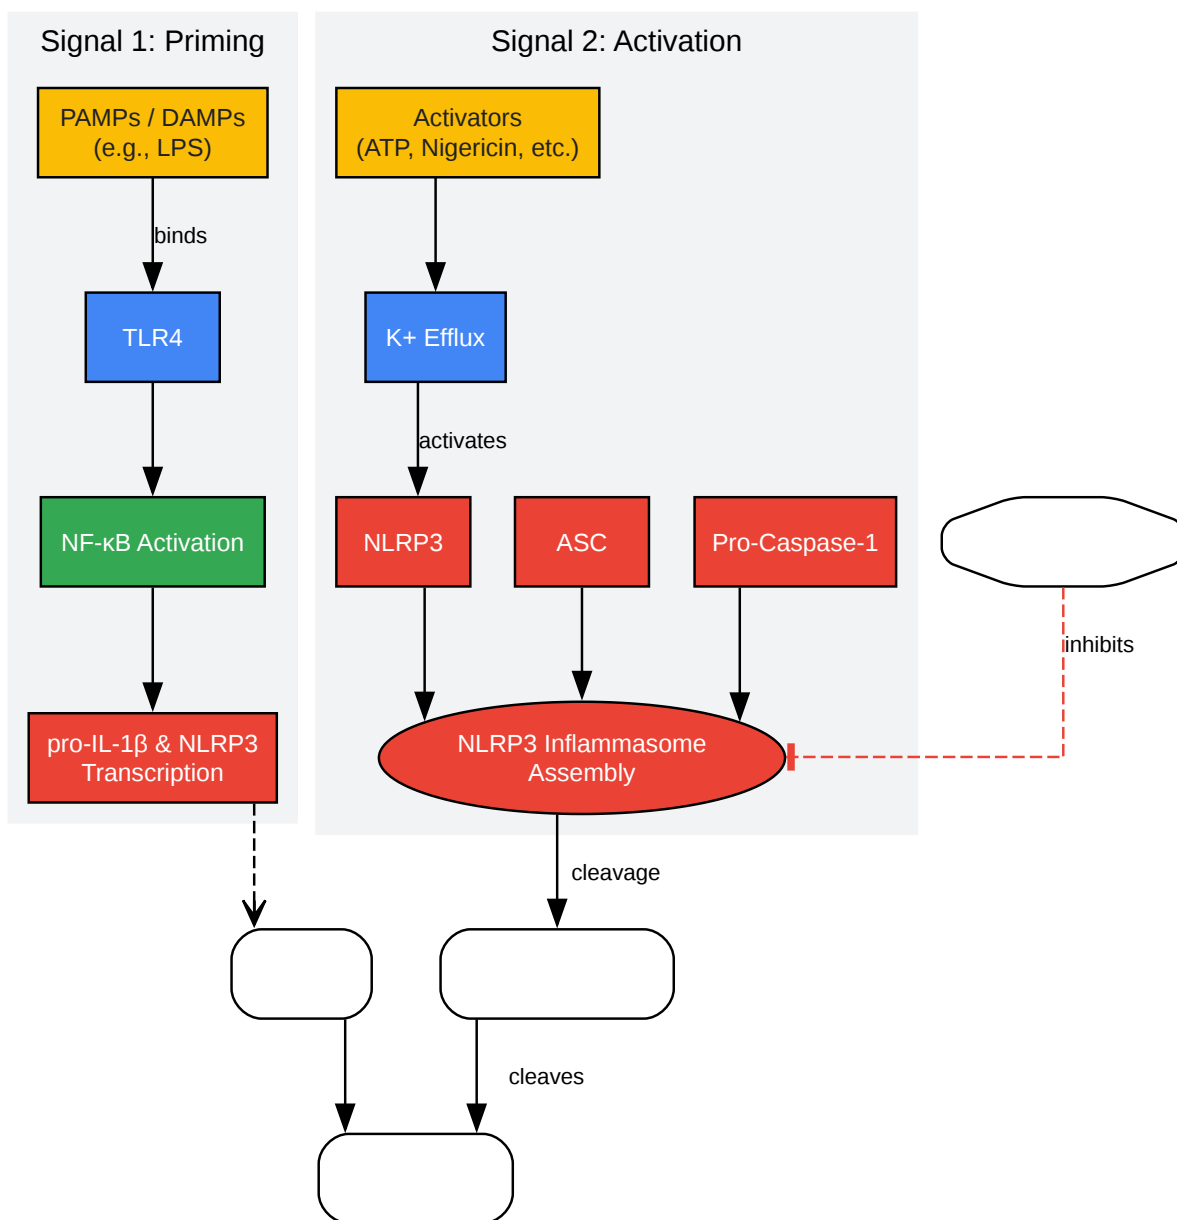 Signal 1: Priming
Signal 2: Activation
PAMPs / DAMPs
(e.g., LPS)
Activators
(ATP, Nigericin, etc.)
binds
TLR4
K+ Efflux
activates
NF-κB Activation
NLRP3
ASC
Pro-Caspase-1
inhibits
pro-IL-1β & NLRP3
Transcription
NLRP3 Inflammasome
Assembly
cleavage
cleaves